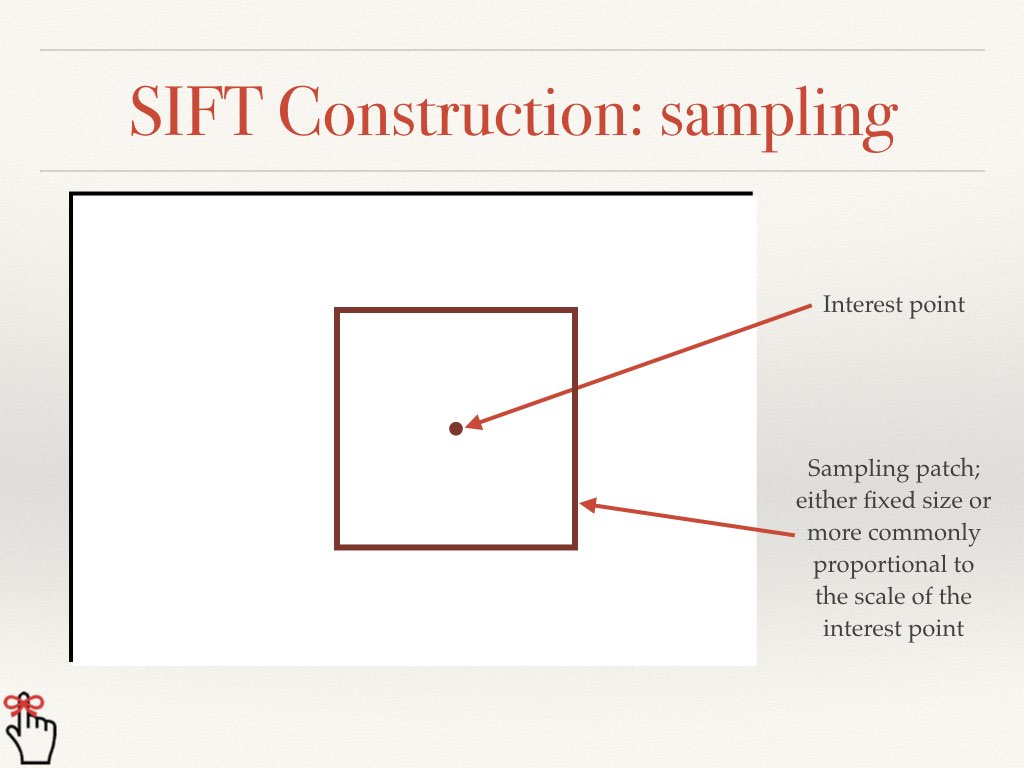 SIFT Construction: sampling
Interest point
Sampling patch;
either fixed size or
more commonly
proportional to
the scale of the
interest point